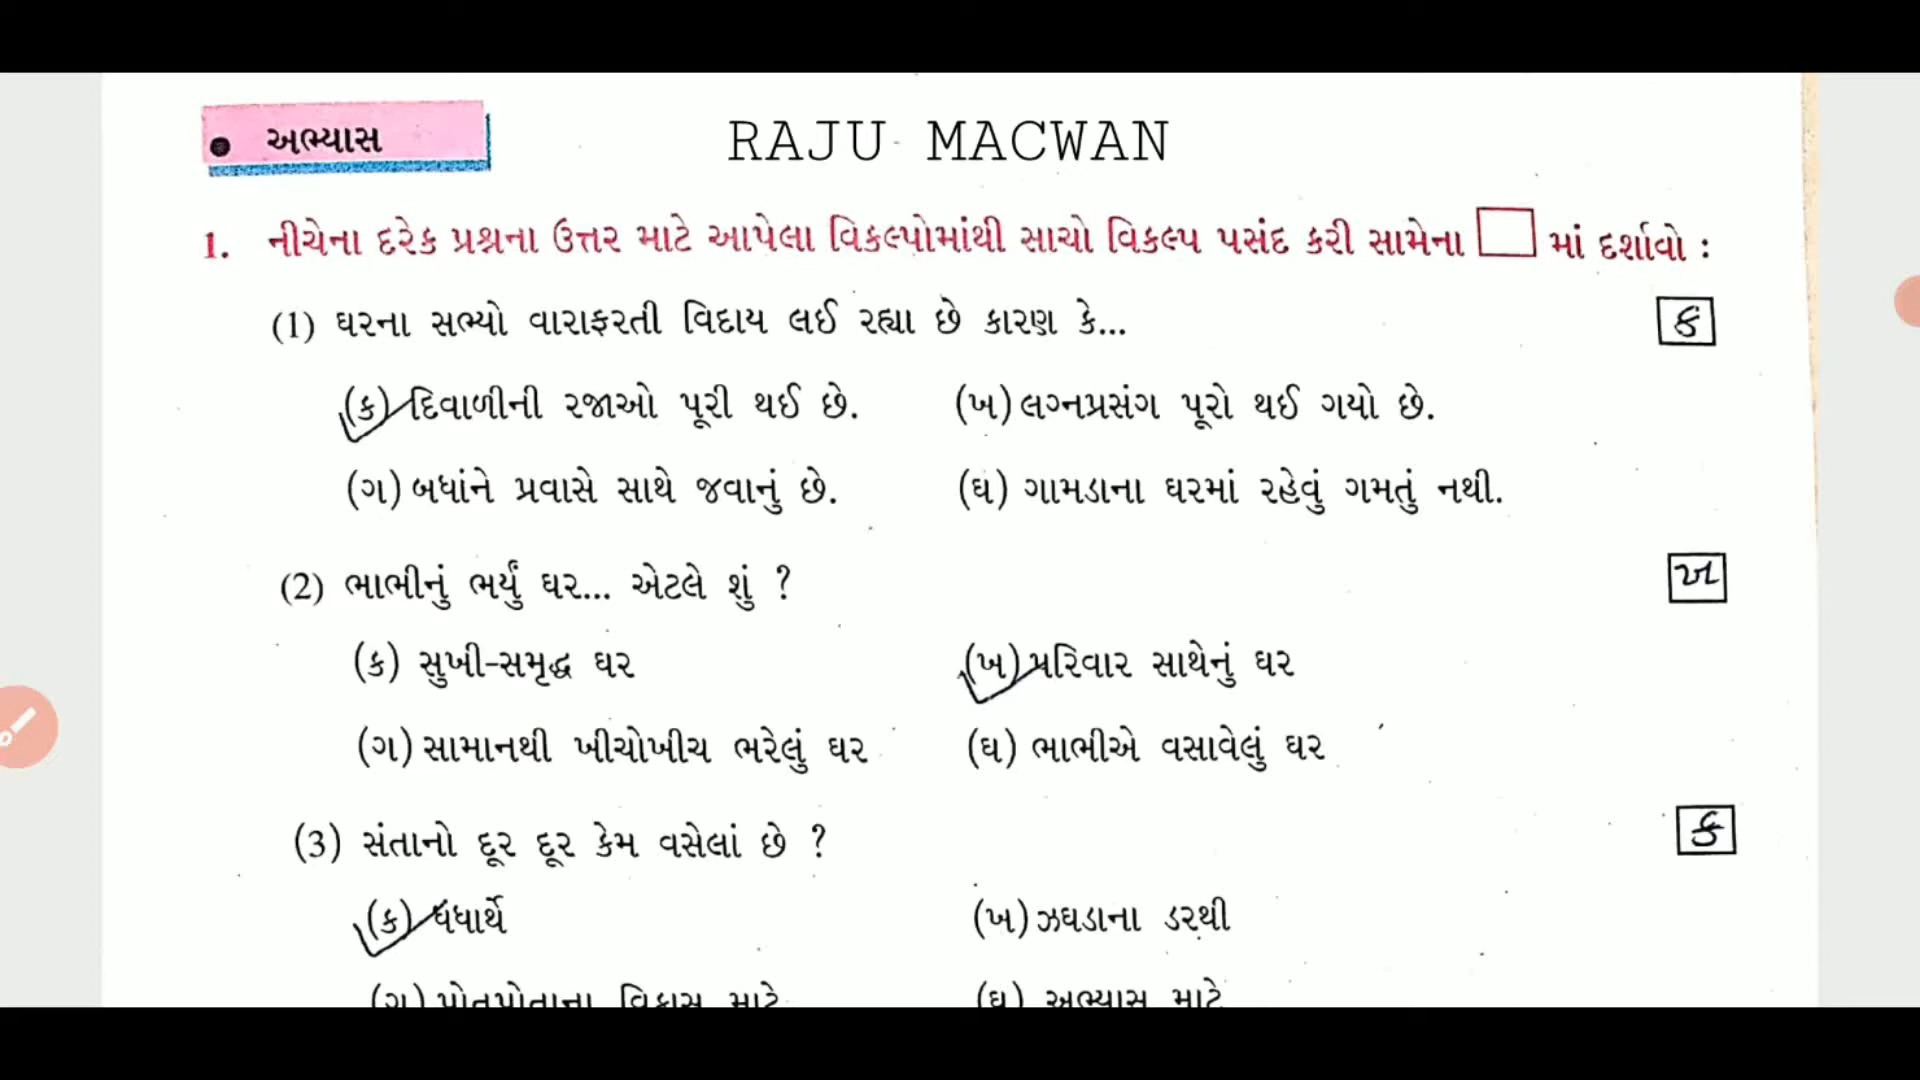 • અભ્યાસ
RAJU MACWAN
1. નીચેના દરેક પ્રશ્નના ઉત્તર માટે આપેલા વિકલ્પોમાંથી સાચો વિકલ્પ પસંદ કરી સામેના □ માં દર્શાવો :
(1) ઘરના સભ્યો વારાફરતી વિદાય લઈ રહ્યા છે કારણ કે... ક
(ક) દિવાળીની રજાઓ પૂરી થઈ છે. (ખ) લગ્નપ્રસંગ પૂરો થઈ ગયો છે.
(ગ) બધાંને પ્રવાસે સાથે જવાનું છે. (ઘ) ગામડાના ઘરમાં રહેવું ગમતું નથી.
(2) ભાભીનું ભર્યું ઘર... એટલે શું ? ખ
(ક) સુખી-સમૃદ્ધ ઘર (ખ) પરિવાર સાથેનું ઘર
(ગ) સામાનથી ખીચોખીચ ભરેલું ઘર (ઘ) ભાભીએ વસાવેલું ઘર
(3) સંતાનો દૂર દૂર કેમ વસેલાં છે ? ક
(ક) ધંધાર્થે (ખ) ઝઘડાના ડરથી
(ગ) પોતપોતાના વિકાસ માટે (ઘ) અભ્યાસ માટે